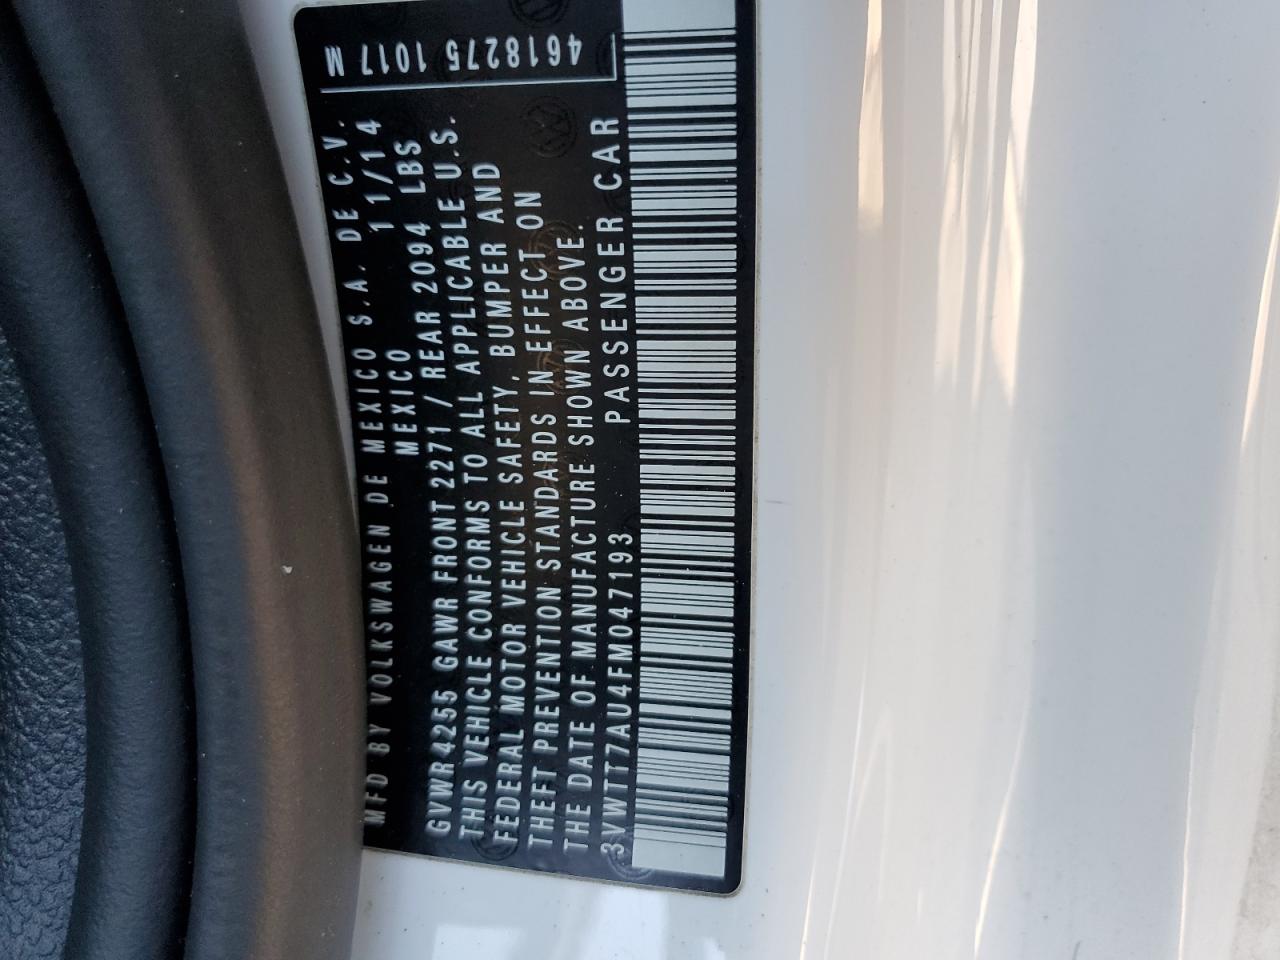 MFD BY VOLKSWAGEN DE MEXICO S.A. DE C.V.
MEXICO 11/14
GVWR 4255 GAWR FRONT 2271 / REAR 2094 LBS
THIS VEHICLE CONFORMS TO ALL APPLICABLE U.S.
FEDERAL MOTOR VEHICLE SAFETY, BUMPER AND
THEFT PREVENTION STANDARDS IN EFFECT ON
THE DATE OF MANUFACTURE SHOWN ABOVE.
3VWTT7AU4FM047193 PASSENGER CAR
4618275 1017 M